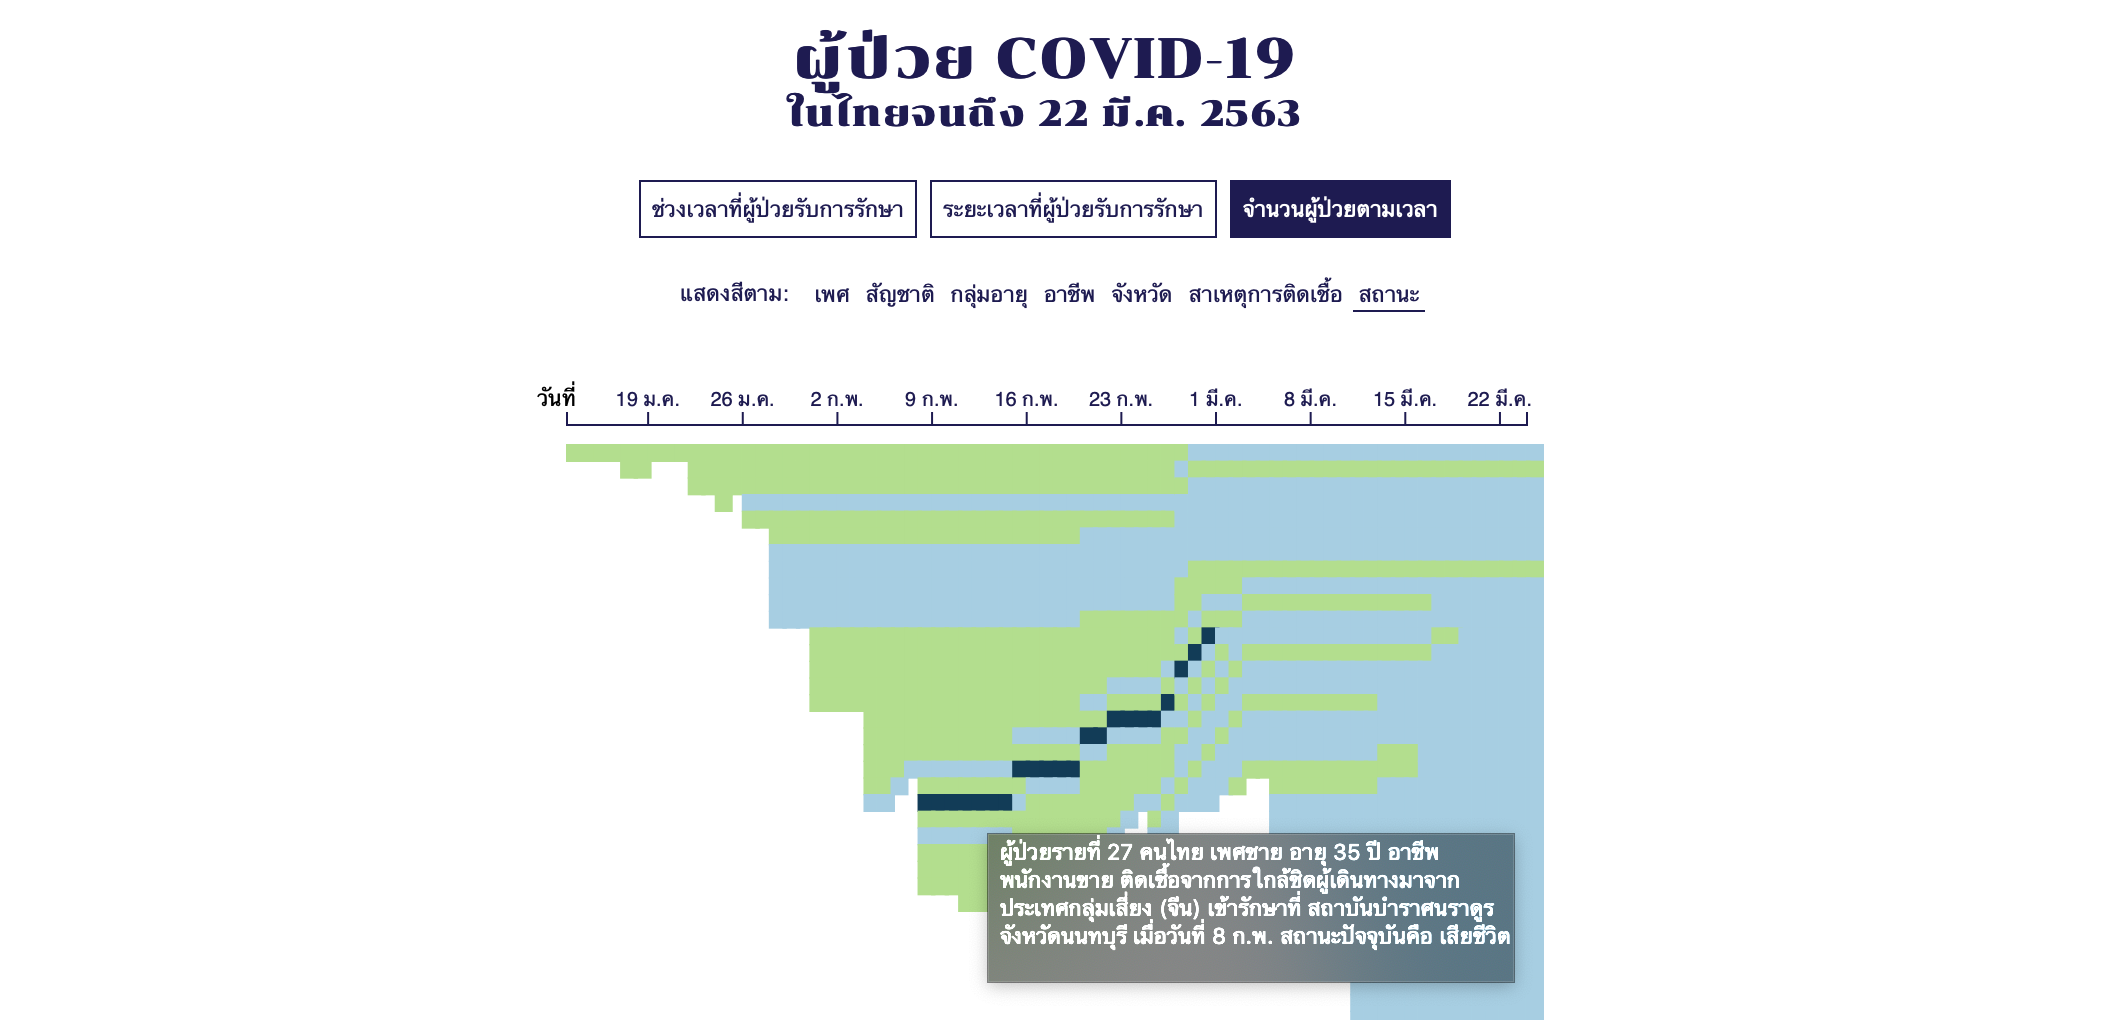 ผู้ป่วย COVID-19
ในไทยจนถึง 22 มี.ค. 2563
ช่วงเวลาที่ผู้ป่วยรับการรักษา ระยะเวลาที่ผู้ป่วยรับการรักษา จำนวนผู้ป่วยตามเวลา
แสดงสีตาม: เพศ สัญชาติ กลุ่มอายุ อาชีพ จังหวัด สาเหตุการติดเชื้อ สถานะ
วันที่ 19 ม.ค. 26 ม.ค. 2 ก.พ. 9 ก.พ. 16 ก.พ. 23 ก.พ. 1 มี.ค. 8 มี.ค. 15 มี.ค. 22 มี.ค.
ผู้ป่วยรายที่ 27 คนไทย เพศชาย อายุ 35 ปี อาชีพ
พนักงานขาย ติดเชื้อจากการใกล้ชิดผู้เดินทางมาจาก
ประเทศกลุ่มเสี่ยง (จีน) เข้ารักษาที่ สถาบันบำราศนราดูร
จังหวัดนนทบุรี เมื่อวันที่ 8 ก.พ. สถานะปัจจุบันคือ เสียชีวิต